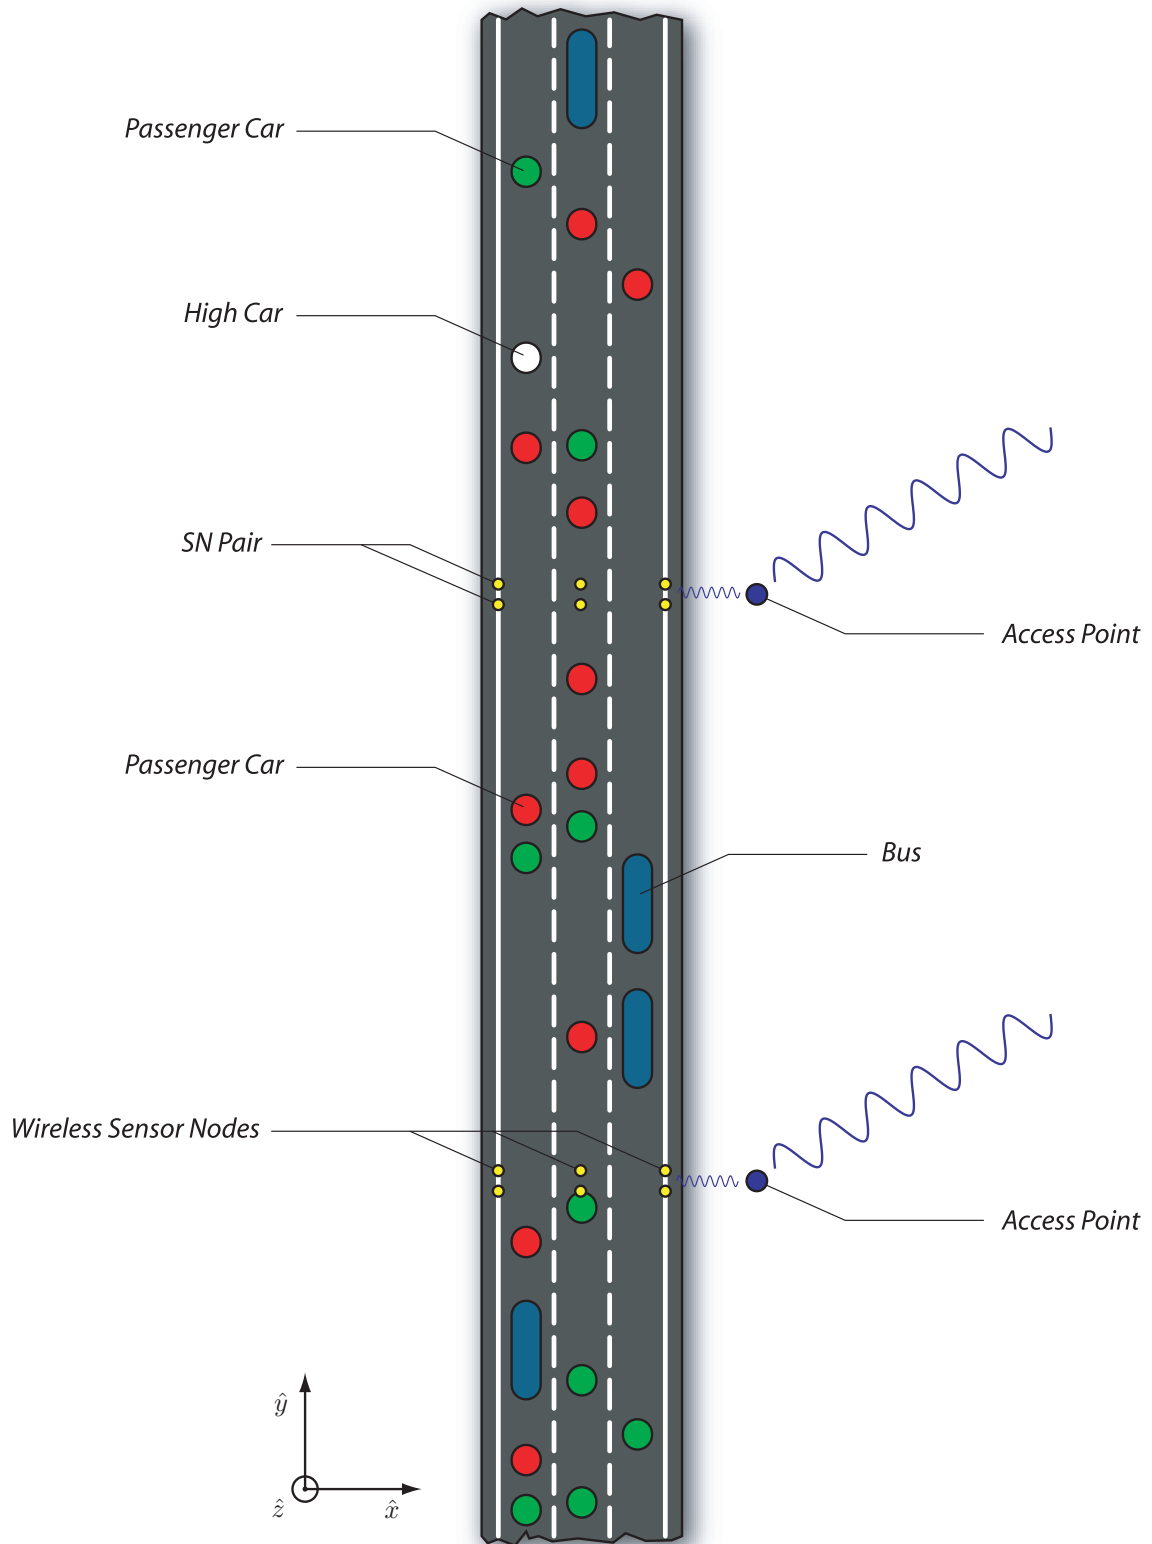 Passenger Car
High Car
SN Pair
Access Point
Passenger Car
Bus
Wireless Sensor Nodes
Access Point
ŷ
ẑ
x̂